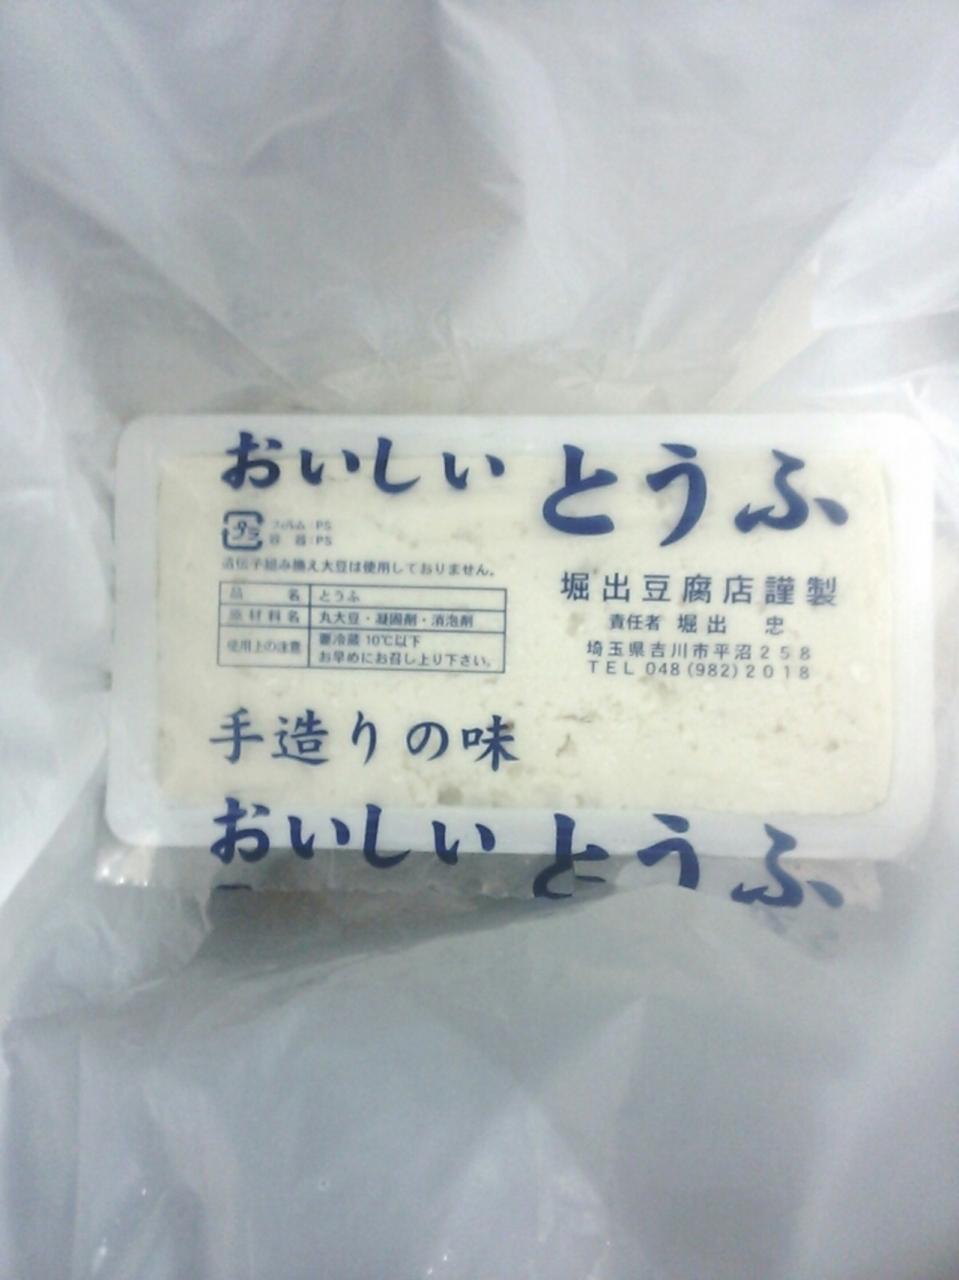 おいしい とうふ
プラ
フィルム:PS
容器:PS
遺伝子組み換え大豆は使用しておりません。
品名 とうふ
原材料名 丸大豆・凝固剤・消泡剤
使用上の注意 要冷蔵 10℃以下
お早めにお召し上り下さい。
堀出豆腐店謹製
責任者 堀出 忠
埼玉県吉川市平沼258
TEL 048(982)2018
手造りの味
おいしい とうふ